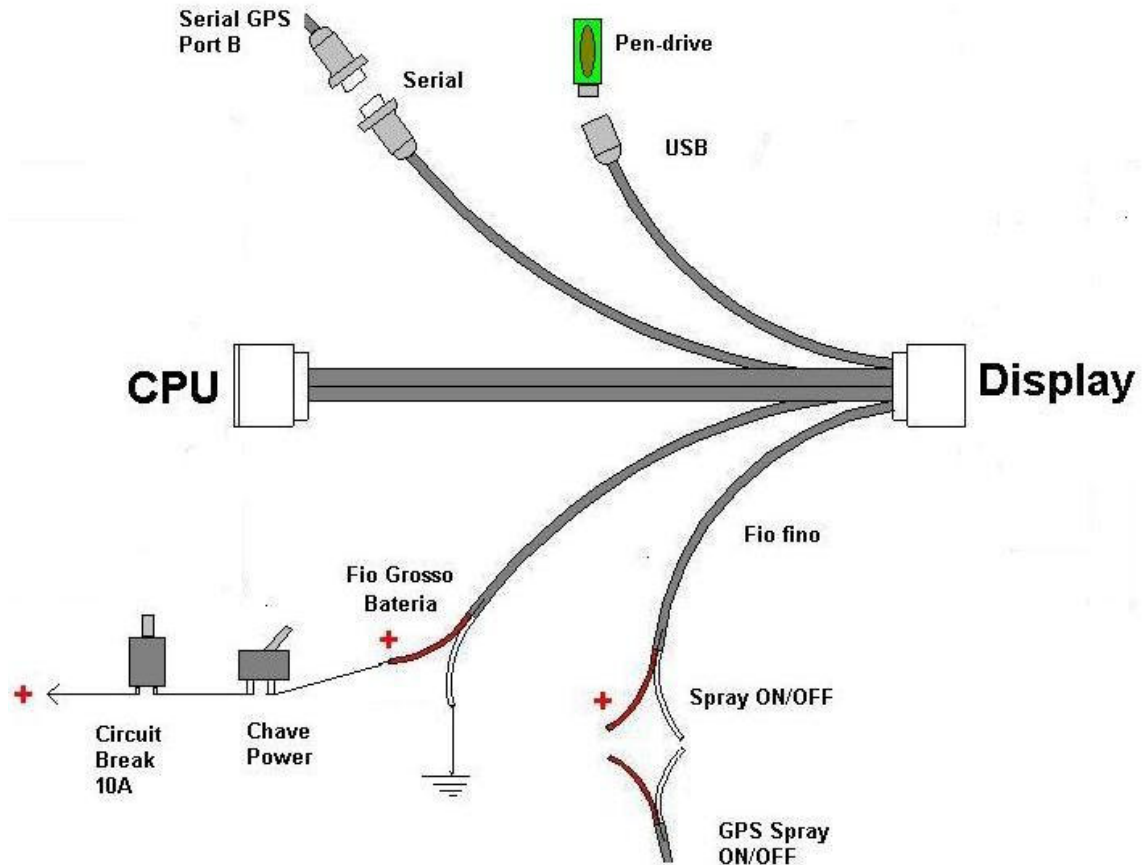 Serial GPS
Port B
Pen-drive
Serial
USB
CPU
Display
Fio fino
Fio Grosso
Bateria
+
+
+
Spray ON/OFF
Circuit
Break
10A
Chave
Power
GPS Spray
ON/OFF